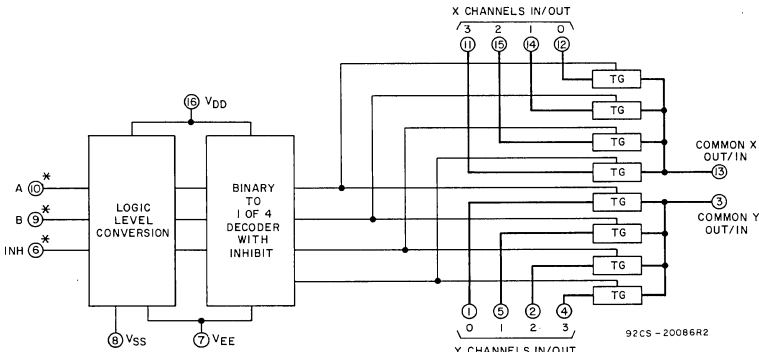 X CHANNELS IN/OUT
3 2 1 0
11 15 14 12
TG
TG
TG
TG
COMMON X
OUT/IN
13
16 VDD
A 10 *
B 9 *
INH 6 *
LOGIC
LEVEL
CONVERSION
BINARY
TO
1 OF 4
DECODER
WITH
INHIBIT
8 VSS
7 VEE
TG
TG
TG
TG
3
COMMON Y
OUT/IN
1 5 2 4
0 1 2 3
Y CHANNELS IN/OUT
92CS-20086R2